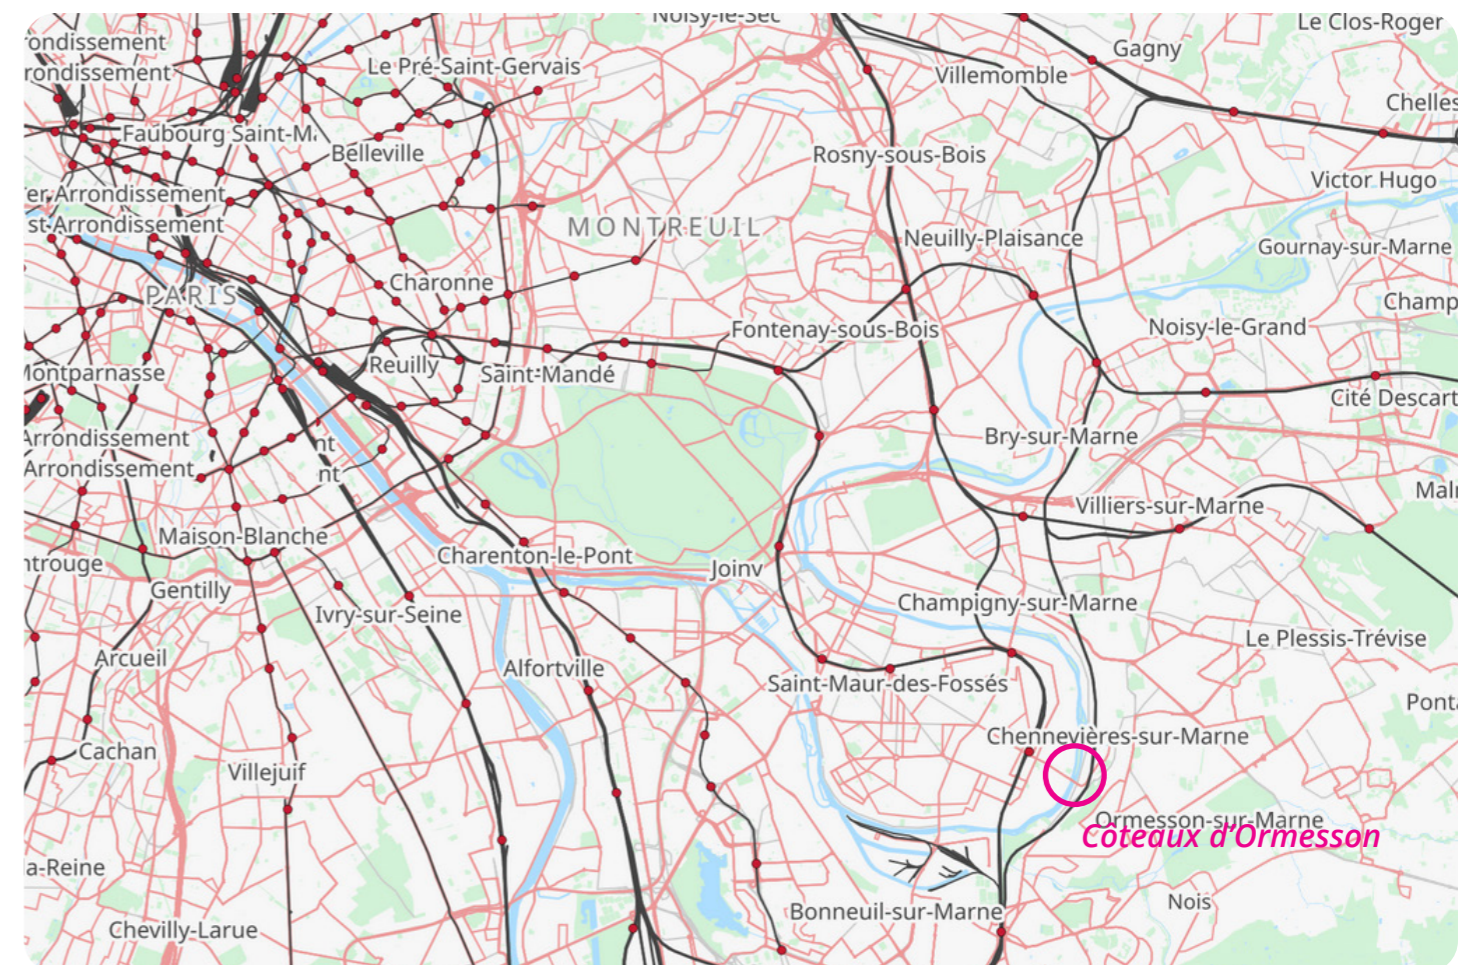 Noisy-le-Sec
Le Clos-Roger
ondissement
Gagny
Le Pré-Saint-Gervais
rondissement
Villemomble
Chelles
Faubourg Saint-M
Belleville
Rosny-sous-Bois
Victor Hugo
er Arrondissement
st Arrondissement
MONTREUIL
Neuilly-Plaisance
Gournay-sur-Marne
Charonne
PARIS
Champ
Fontenay-sous-Bois
Noisy-le-Grand
Reuilly
Montparnasse
Saint-Mandé
Cité Descart
Arrondissement
nt
Bry-sur-Marne
Arrondissement
nt
Villiers-sur-Marne
Maison-Blanche
Charenton-le-Pont
ntrouge
Joinv
Gentilly
Ivry-sur-Seine
Champigny-sur-Marne
Le Plessis-Trévise
Arcueil
Alfortville
Saint-Maur-des-Fossés
Ponta
Chennevières-sur-Marne
Cachan
Villejuif
Ormesson-sur-Marne
Côteaux d'Ormesson
a-Reine
Nois
Bonneuil-sur-Marne
Chevilly-Larue